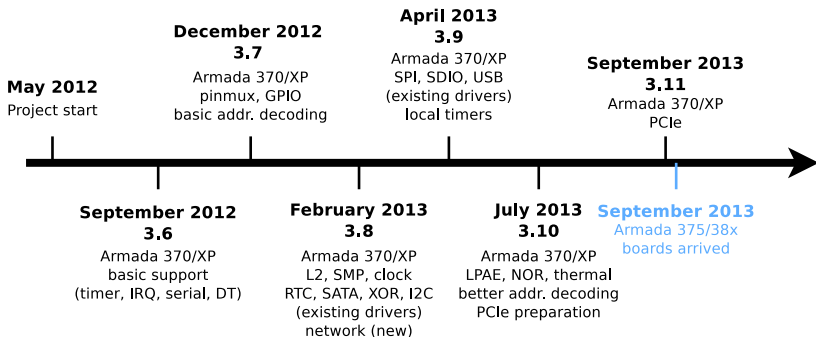 May 2012
Project start
September 2012
3.6
Armada 370/XP
basic support
(timer, IRQ, serial, DT)
December 2012
3.7
Armada 370/XP
pinmux, GPIO
basic addr. decoding
February 2013
3.8
Armada 370/XP
L2, SMP, clock
RTC, SATA, XOR, I2C
(existing drivers)
network (new)
April 2013
3.9
Armada 370/XP
SPI, SDIO, USB
(existing drivers)
local timers
July 2013
3.10
Armada 370/XP
LPAE, NOR, thermal
better addr. decoding
PCIe preparation
September 2013
3.11
Armada 370/XP
PCIe
September 2013
Armada 375/38x
boards arrived